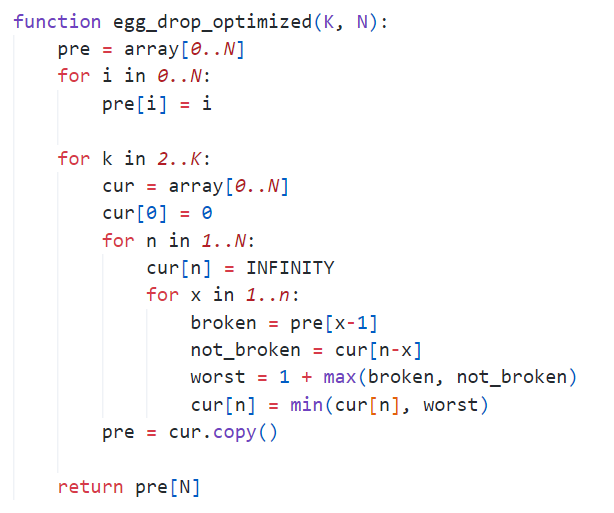 function egg_drop_optimized(K, N):
    pre = array[0..N]
    for i in 0..N:
        pre[i] = i

    for k in 2..K:
        cur = array[0..N]
        cur[0] = 0
        for n in 1..N:
            cur[n] = INFINITY
            for x in 1..n:
                broken = pre[x-1]
                not_broken = cur[n-x]
                worst = 1 + max(broken, not_broken)
                cur[n] = min(cur[n], worst)
        pre = cur.copy()

    return pre[N]